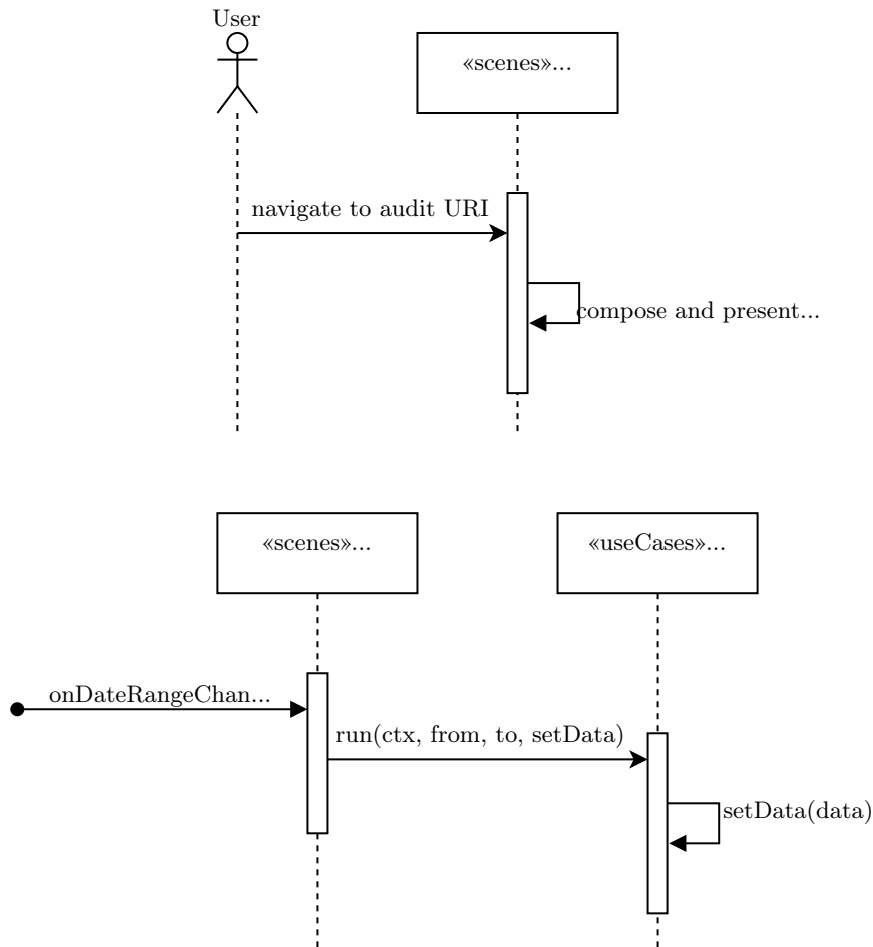 User
«scenes»...
navigate to audit URI
compose and present...
«scenes»...
«useCases»...
onDateRangeChan...
run(ctx, from, to, setData)
setData(data)